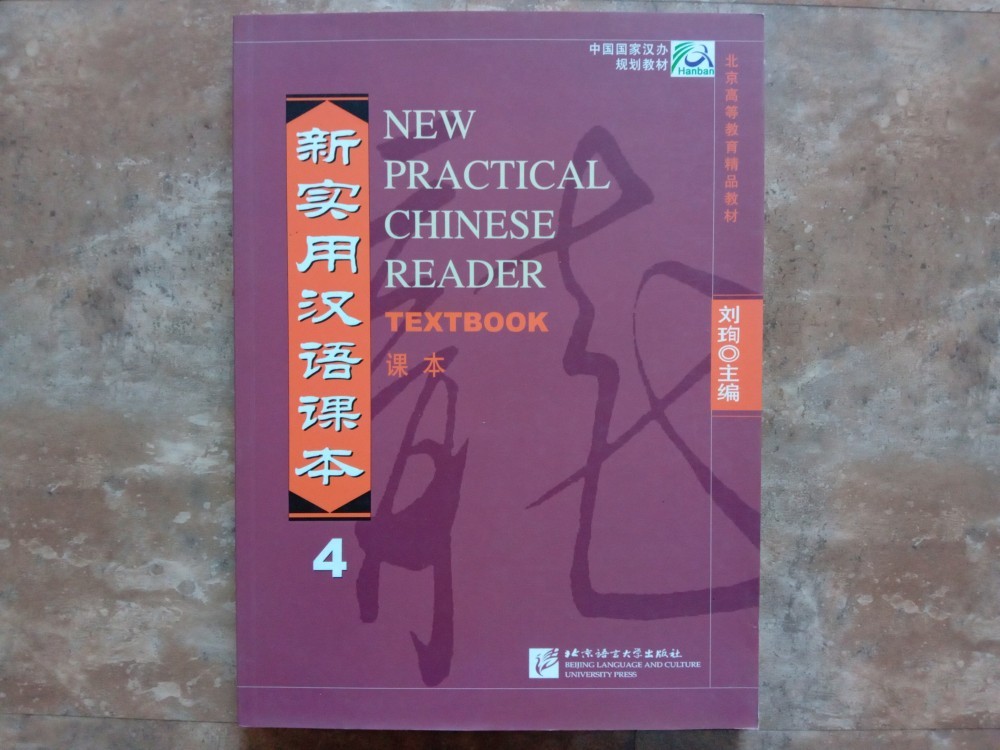 中国国家汉办
规划教材
Hanban
北京高等教育精品教材
新实用汉语课本
NEW
PRACTICAL
CHINESE
READER
TEXTBOOK
课本
刘珣◎主编
4
北京语言大学出版社
BEIJING LANGUAGE AND CULTURE
UNIVERSITY PRESS
龍